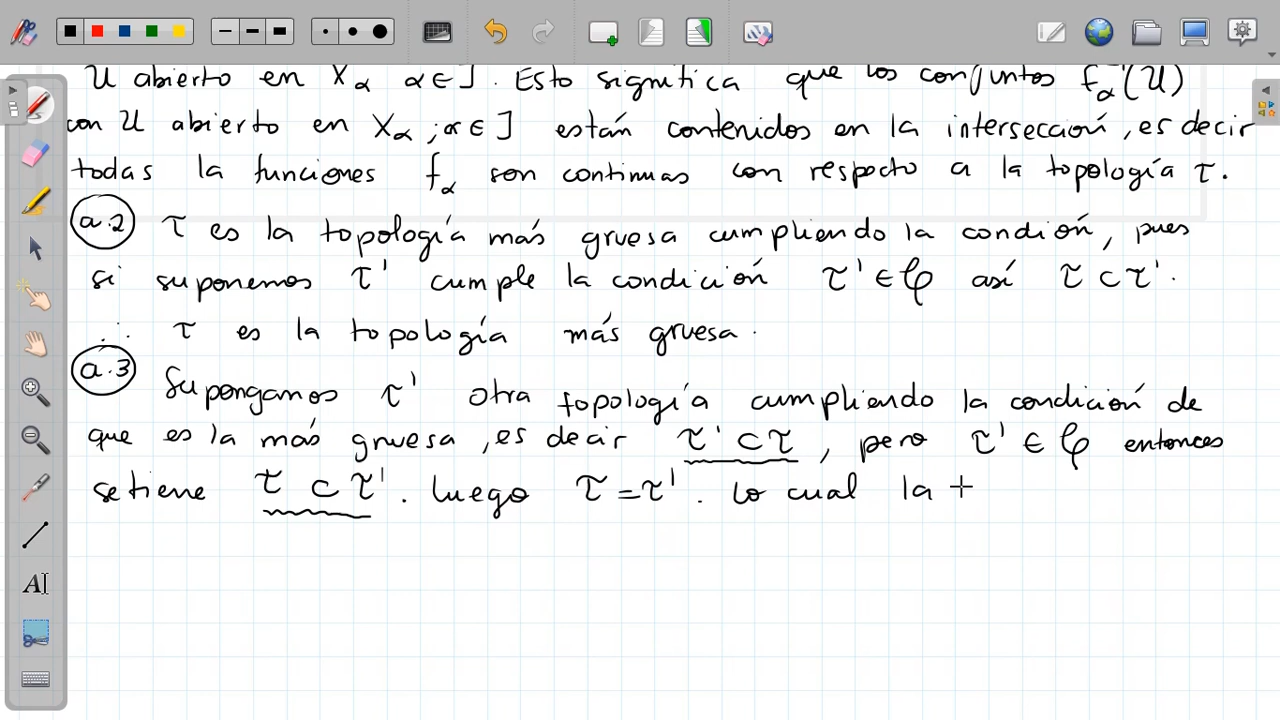 U abierto en X_α α ∈ J. Esto significa que los conjuntos f_α^{-1}(U)
con U abierto en X_α ; α ∈ J están contenidos en la intersección, es decir
todas la funciones f_α son continuas con respecto a la topología τ.
a.2 τ es la topología más gruesa cumpliendo la condión, pues
si suponemos τ' cumple la condición τ' ∈ φ así τ ⊂ τ'.
∴ τ es la topología más gruesa.
a.3 Supongamos τ' otra topología cumpliendo la condición de
que es la más gruesa, es decir τ' ⊂ τ, pero τ' ∈ φ entonces
se tiene τ ⊂ τ'. Luego τ = τ'. Lo cual la t